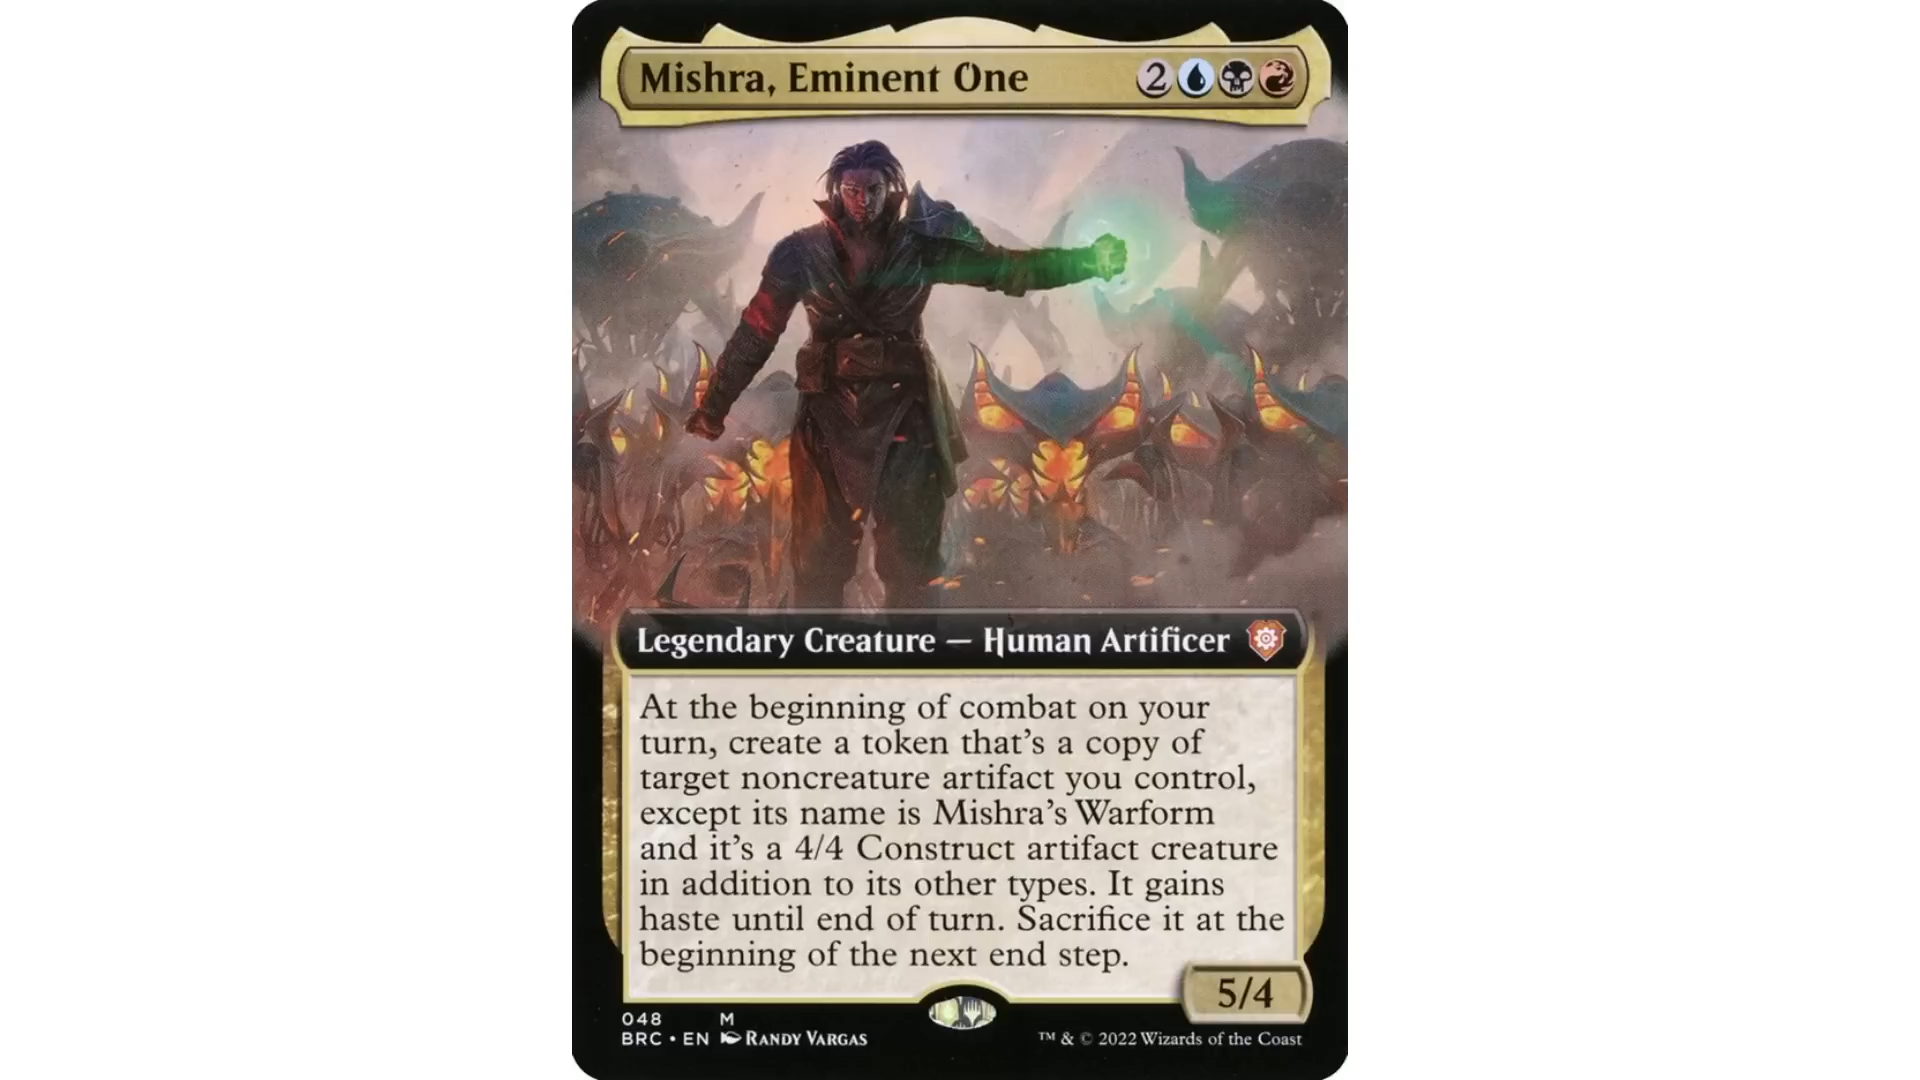 Mishra, Eminent One 2
Legendary Creature — Human Artificer
At the beginning of combat on your
turn, create a token that's a copy of
target noncreature artifact you control,
except its name is Mishra's Warform
and it's a 4/4 Construct artifact creature
in addition to its other types. It gains
haste until end of turn. Sacrifice it at the
beginning of the next end step.
5/4
048 M
BRC • EN RANDY VARGAS
™ & © 2022 Wizards of the Coast